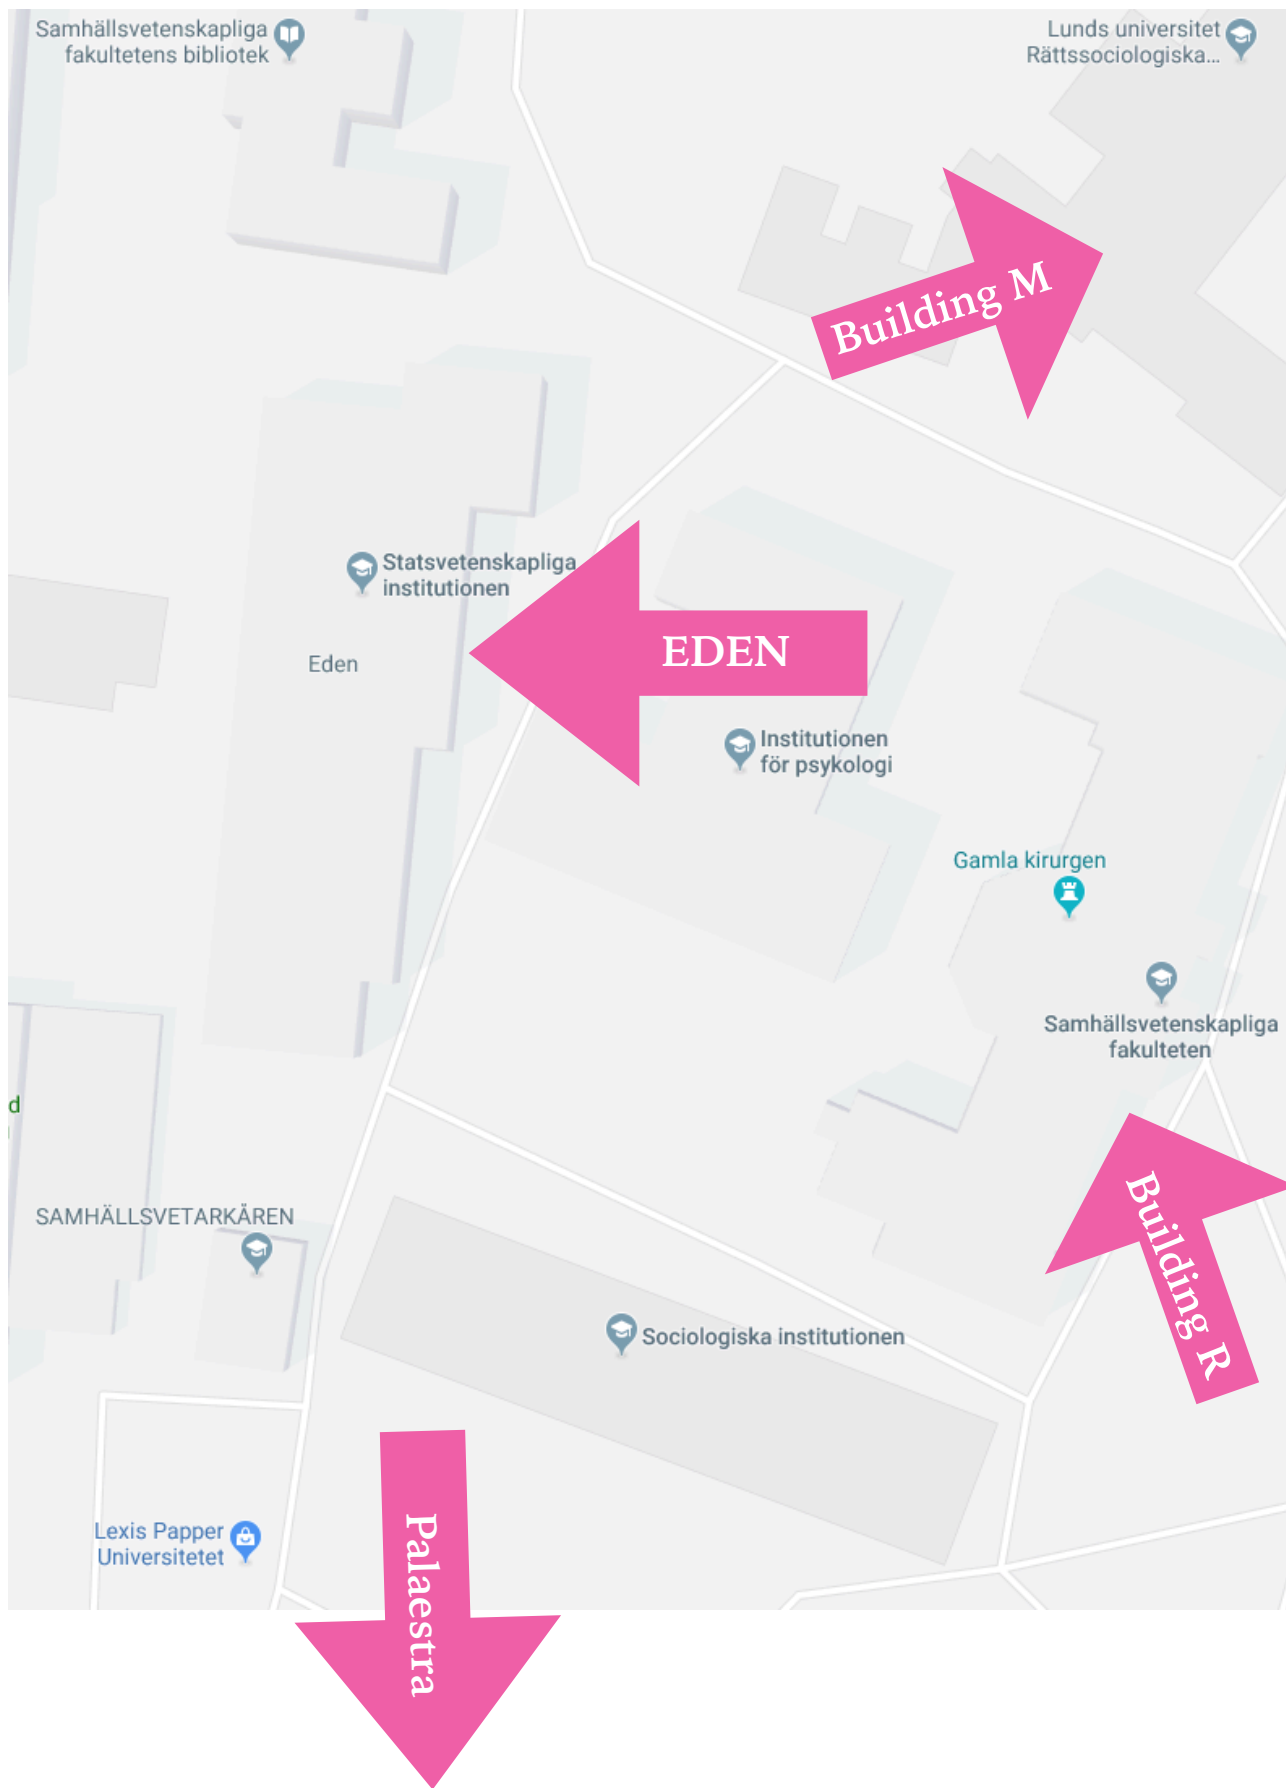 Samhällsvetenskapliga
fakultetens bibliotek
Lunds universitet
Rättssociologiska...
Building M
Statsvetenskapliga
institutionen
EDEN
Eden
Institutionen
för psykologi
Gamla kirurgen
Samhällsvetenskapliga
fakulteten
d
Building R
SAMHÄLLSVETARKÅREN
Sociologiska institutionen
Lexis Papper
Universitetet
Palaestra